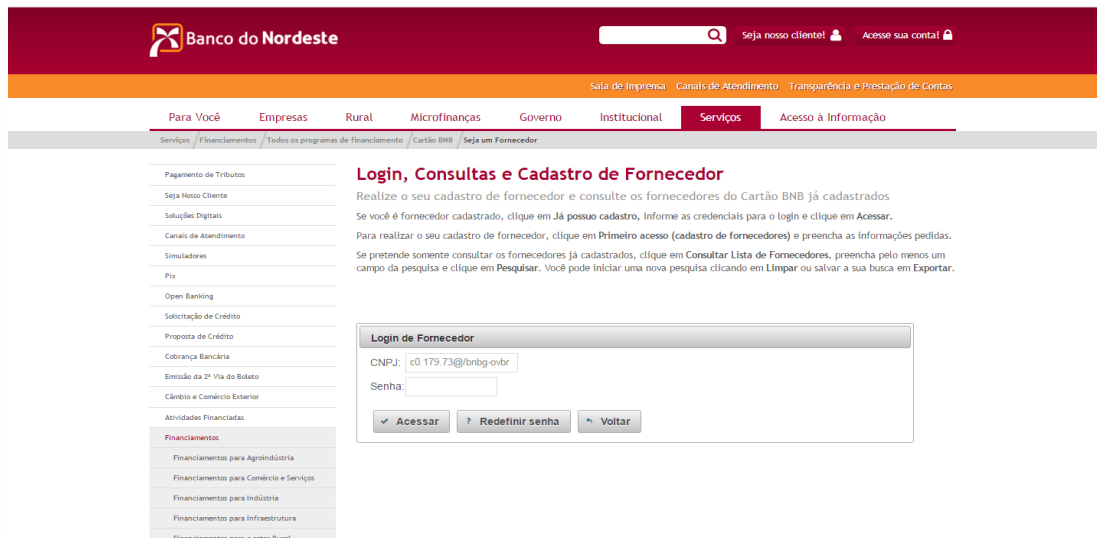 Banco do Nordeste
Seja nosso cliente!
Acesse sua conta!
Sala de Imprensa Canais de Atendimento Transparência e Prestação de Contas
Para Você Empresas Rural Microfinanças Governo Institucional Serviços Acesso à Informação
Serviços / Financiamentos / Todos os programas de financiamento / Cartão BNB / Seja um Fornecedor
Pagamento de Tributos
Seja Nosso Cliente
Soluções Digitais
Canais de Atendimento
Simuladores
Pix
Open Banking
Solicitação de Crédito
Proposta de Crédito
Cobrança Bancária
Emissão da 2ª Via do Boleto
Câmbio e Comércio Exterior
Atividades Financiadas
Financiamentos
Financiamentos para Agroindústria
Financiamentos para Comércio e Serviços
Financiamentos para Indústria
Financiamentos para Infraestrutura
Login, Consultas e Cadastro de Fornecedor
Realize o seu cadastro de fornecedor e consulte os fornecedores do Cartão BNB já cadastrados
Se você é fornecedor cadastrado, clique em Já possuo cadastro, informe as credenciais para o login e clique em Acessar.
Para realizar o seu cadastro de fornecedor, clique em Primeiro acesso (cadastro de fornecedores) e preencha as informações pedidas.
Se pretende somente consultar os fornecedores já cadastrados, clique em Consultar Lista de Fornecedores, preencha pelo menos um
campo da pesquisa e clique em Pesquisar. Você pode iniciar uma nova pesquisa clicando em Limpar ou salvar a sua busca em Exportar.
Login de Fornecedor
CNPJ: c0.179.73@/bnbg-ovbr
Senha:
Acessar ? Redefinir senha Voltar